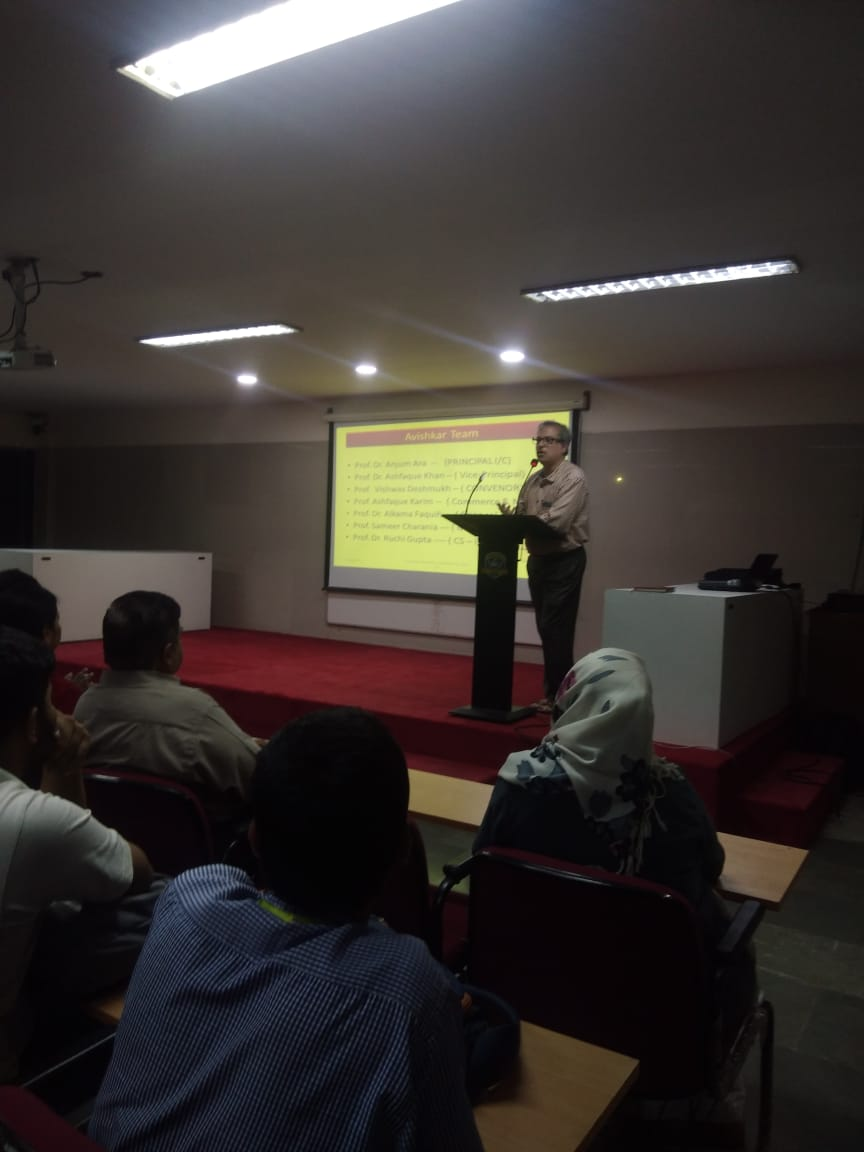 Avishkar Team
• Prof. Dr. Anjum Ara --- (PRINCIPAL I/C)
• Prof. Dr. Ashfaque Khan -- ( Vice Principal)
• Prof Vishwas Deshmukh -- ( CONVENOR
• Prof Ashfaque Karim -- ( Commerce &
• Prof. Dr. Alkama Faquih
• Prof. Sameer Charania --- (
• Prof. Dr. Ruchi Gupta ----- ( CS --